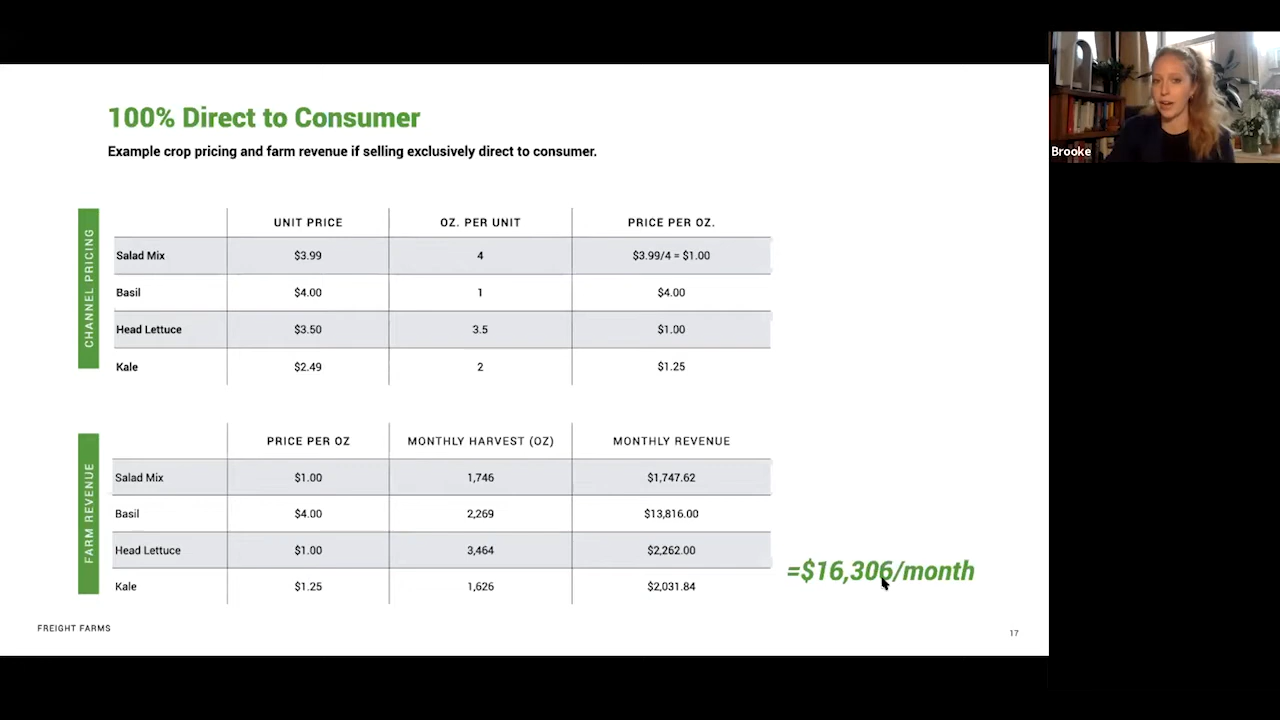 100% Direct to Consumer
Example crop pricing and farm revenue if selling exclusively direct to consumer.
Brooke
CHANNEL PRICING
UNIT PRICE OZ. PER UNIT PRICE PER OZ.
Salad Mix $3.99 4 $3.99/4 = $1.00
Basil $4.00 1 $4.00
Head Lettuce $3.50 3.5 $1.00
Kale $2.49 2 $1.25
FARM REVENUE
PRICE PER OZ MONTHLY HARVEST (OZ) MONTHLY REVENUE
Salad Mix $1.00 1,746 $1,747.62
Basil $4.00 2,269 $13,816.00
Head Lettuce $1.00 3,464 $2,262.00
Kale $1.25 1,626 $2,031.84
=$16,306/month
FREIGHT FARMS
17